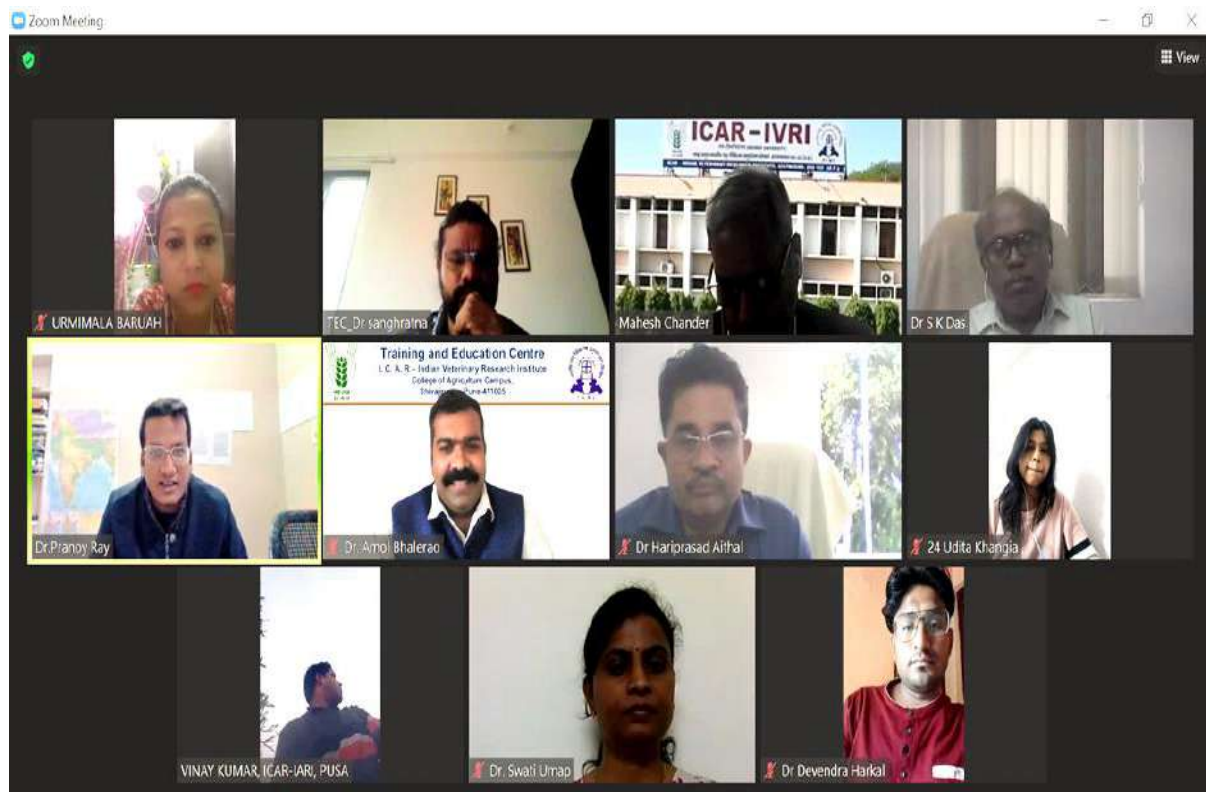 Zoom Meeting
View
ICAR-IVRI
URMIMALA BARUAH
TEC_Dr sanghratna
Mahesh Chander
Dr S K Das
Training and Education Centre
I. C. A. R - Indian Veterinary Research Institute
College of Agriculture Campus,
Pune-411005
Dr.Pranoy Ray
Dr. Amol Bhalerao
Dr Hariprasad Aithal
24 Udita Khangia
VINAY KUMAR, ICAR-IARI, PUSA
Dr. Swati Umap
Dr Devendra Harkal